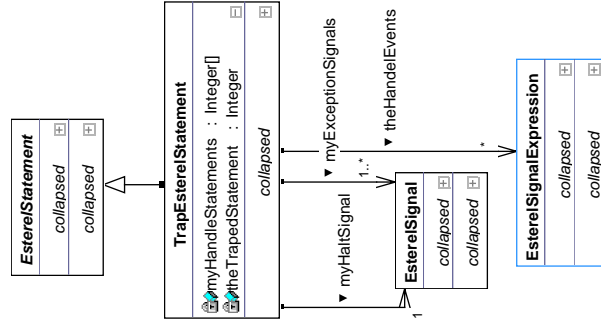 EsterelStatement
collapsed
collapsed
TrapEsterelStatement
myHandleStatements : Integer[]
theTrapedStatement : Integer
collapsed
myHaltSignal
1
myExceptionSignals
1..*
theHandelEvents
*
EsterelSignal
collapsed
collapsed
EsterelSignalExpression
collapsed
collapsed